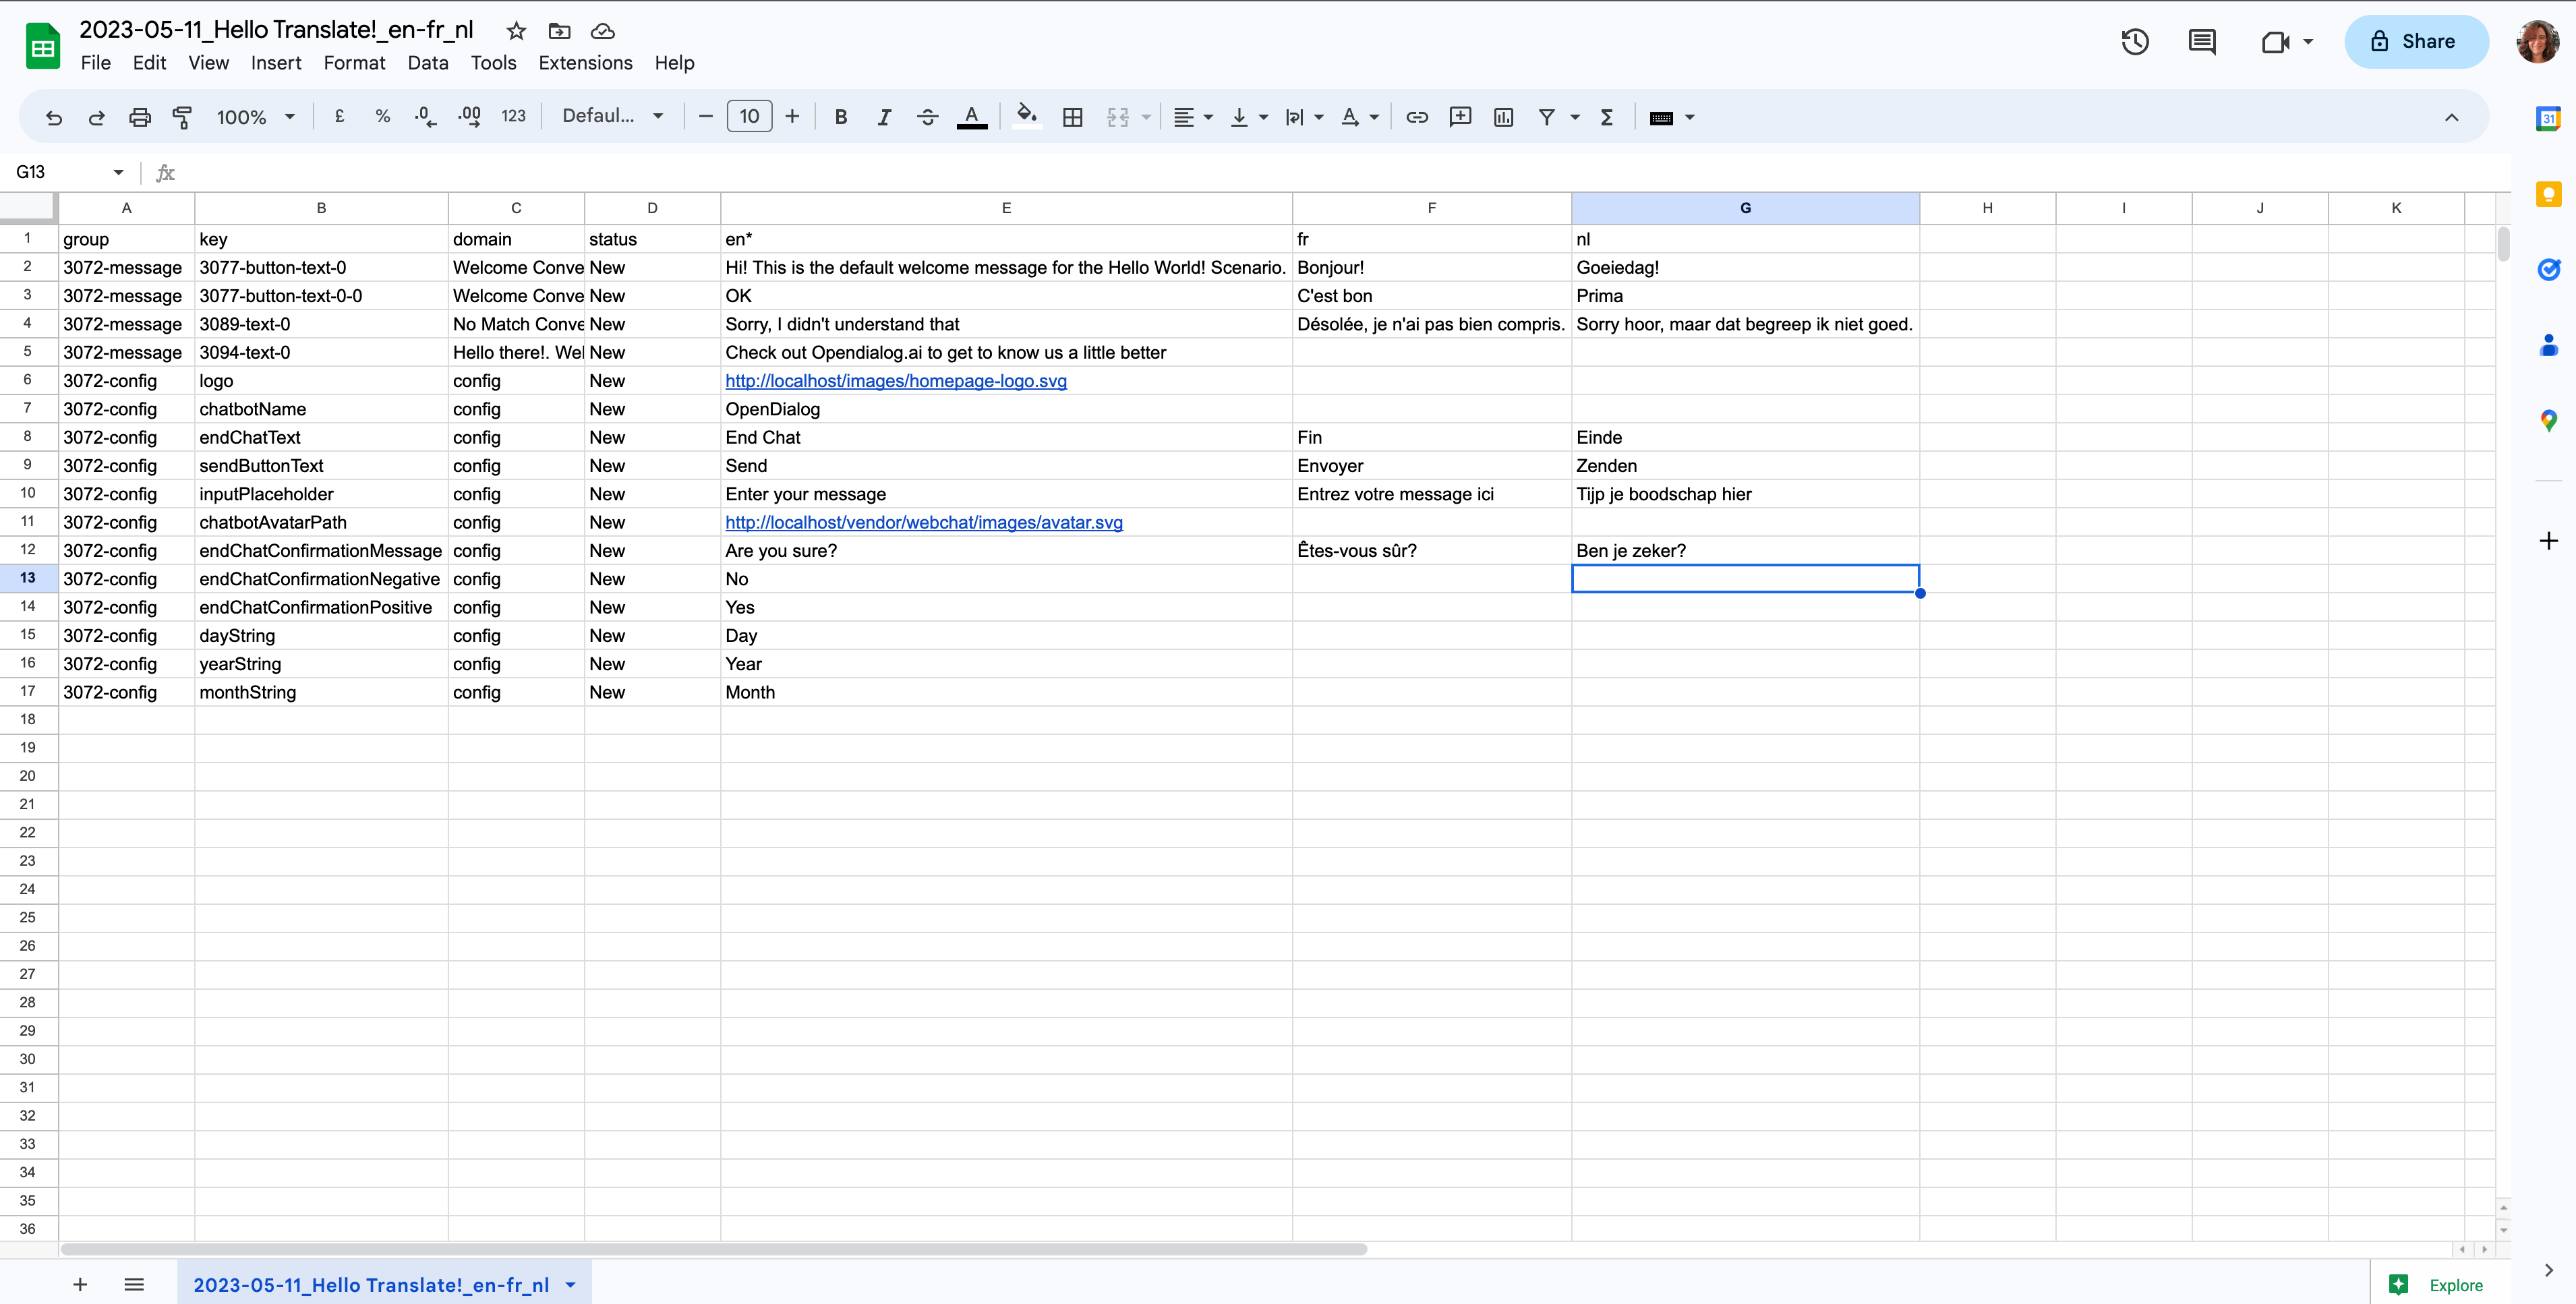 2023-05-11_Hello Translate!_en-fr_nl
File Edit View Insert Format Data Tools Extensions Help
Share
100% £ % .0 .00 123 Defaul... 10 B I S A
31
G13 fx
A B C D E F G H I J K
1 group key domain status en* fr nl
2 3072-message 3077-button-text-0 Welcome Conve New Hi! This is the default welcome message for the Hello World! Scenario. Bonjour! Goeiedag!
3 3072-message 3077-button-text-0-0 Welcome Conve New OK C'est bon Prima
4 3072-message 3089-text-0 No Match Conve New Sorry, I didn't understand that Désolée, je n'ai pas bien compris. Sorry hoor, maar dat begreep ik niet goed.
5 3072-message 3094-text-0 Hello there!. Wel New Check out Opendialog.ai to get to know us a little better
6 3072-config logo config New http://localhost/images/homepage-logo.svg
7 3072-config chatbotName config New OpenDialog
8 3072-config endChatText config New End Chat Fin Einde
9 3072-config sendButtonText config New Send Envoyer Zenden
10 3072-config inputPlaceholder config New Enter your message Entrez votre message ici Tijp je boodschap hier
11 3072-config chatbotAvatarPath config New http://localhost/vendor/webchat/images/avatar.svg
12 3072-config endChatConfirmationMessage config New Are you sure? Êtes-vous sûr? Ben je zeker?
13 3072-config endChatConfirmationNegative config New No
14 3072-config endChatConfirmationPositive config New Yes
15 3072-config dayString config New Day
16 3072-config yearString config New Year
17 3072-config monthString config New Month
18
19
20
21
22
23
24
25
26
27
28
29
30
31
32
33
34
35
36
2023-05-11_Hello Translate!_en-fr_nl
Explore